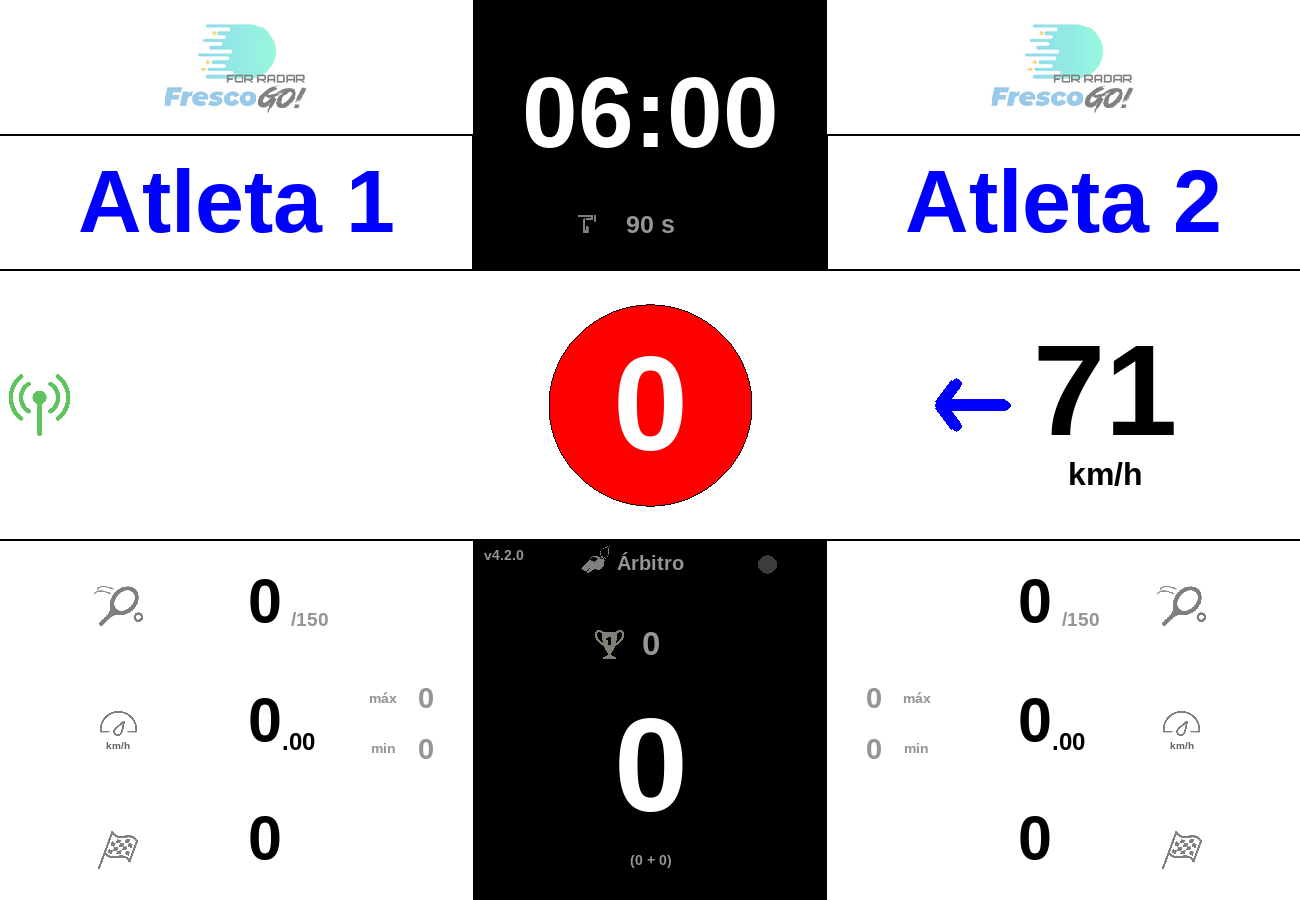 FOR RADAR
FrescoGO!
06:00
FOR RADAR
FrescoGO!
Atleta 1
90 s
Atleta 2
0
71
km/h
v4.2.0
Árbitro
0 /150
0
0 /150
0.00
máx 0
min 0
km/h
0
0 máx
0 min
0.00
km/h
0
(0 + 0)
0
1